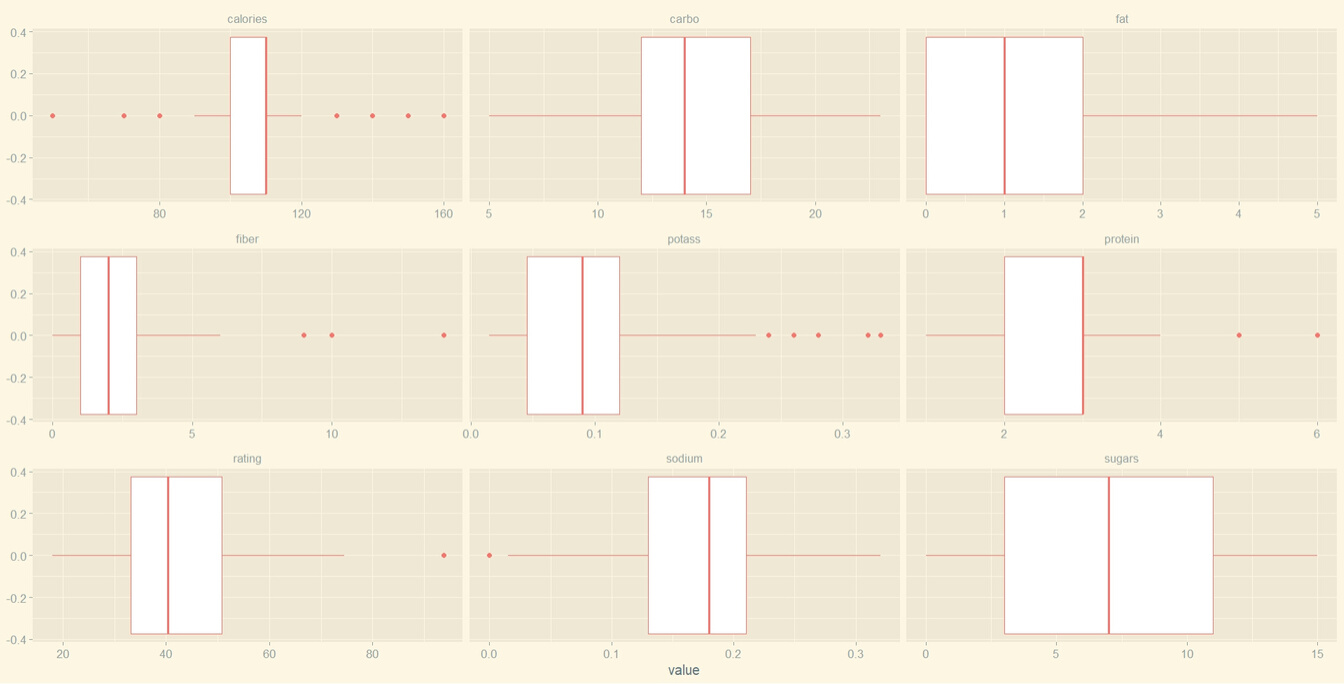 calories carbo fat
0.4
0.2
0.0
-0.2
-0.4
80 120 160 5 10 15 20 0 1 2 3 4 5
fiber potass protein
0.4
0.2
0.0
-0.2
-0.4
0 5 10 0.0 0.1 0.2 0.3 2 4 6
rating sodium sugars
0.4
0.2
0.0
-0.2
-0.4
20 40 60 80 0.0 0.1 0.2 0.3 0 5 10 15
value